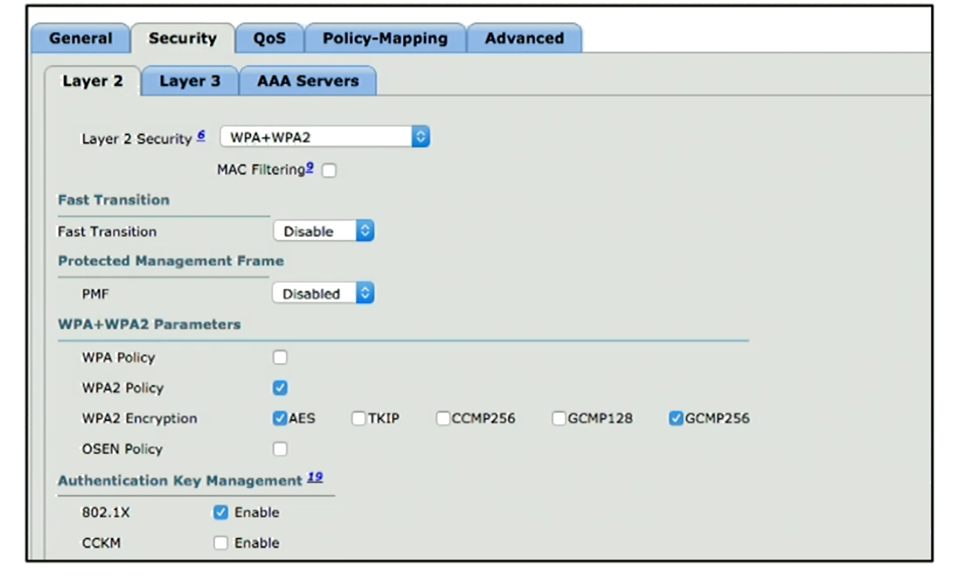 General Security QoS Policy-Mapping Advanced
Layer 2 Layer 3 AAA Servers
Layer 2 Security 6 WPA+WPA2
MAC Filtering9
Fast Transition
Fast Transition Disable
Protected Management Frame
PMF Disabled
WPA+WPA2 Parameters
WPA Policy
WPA2 Policy
WPA2 Encryption AES TKIP CCMP256 GCMP128 GCMP256
OSEN Policy
Authentication Key Management 19
802.1X Enable
CCKM Enable